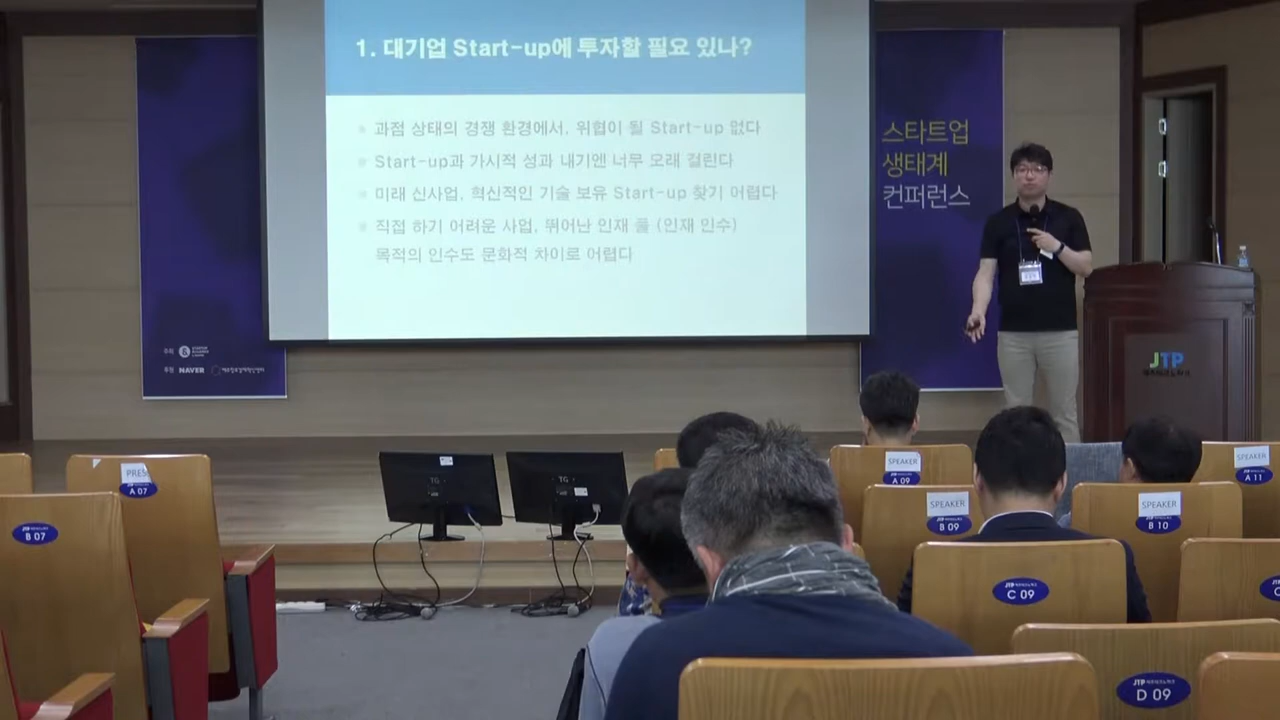 1. 대기업 Start-up에 투자할 필요 있나?
과점 상태의 경쟁 환경에서, 위협이 될 Start-up 없다
Start-up과 가시적 성과 내기엔 너무 오래 걸린다
미래 신사업, 혁신적인 기술 보유 Start-up 찾기 어렵다
직접 하기 어려운 사업, 뛰어난 인재 풀 (인재 인수)
목적의 인수도 문화적 차이로 어렵다
스타트업
생태계
컨퍼런스
주최
후원 NAVER
JTP
TG
TG
PRES
A 07
B 07
SPEAKER
A 09
SPEAKER
A 11
SPEAKER
B 09
SPEAKER
B 10
JTP
C 09
JTP
D 09